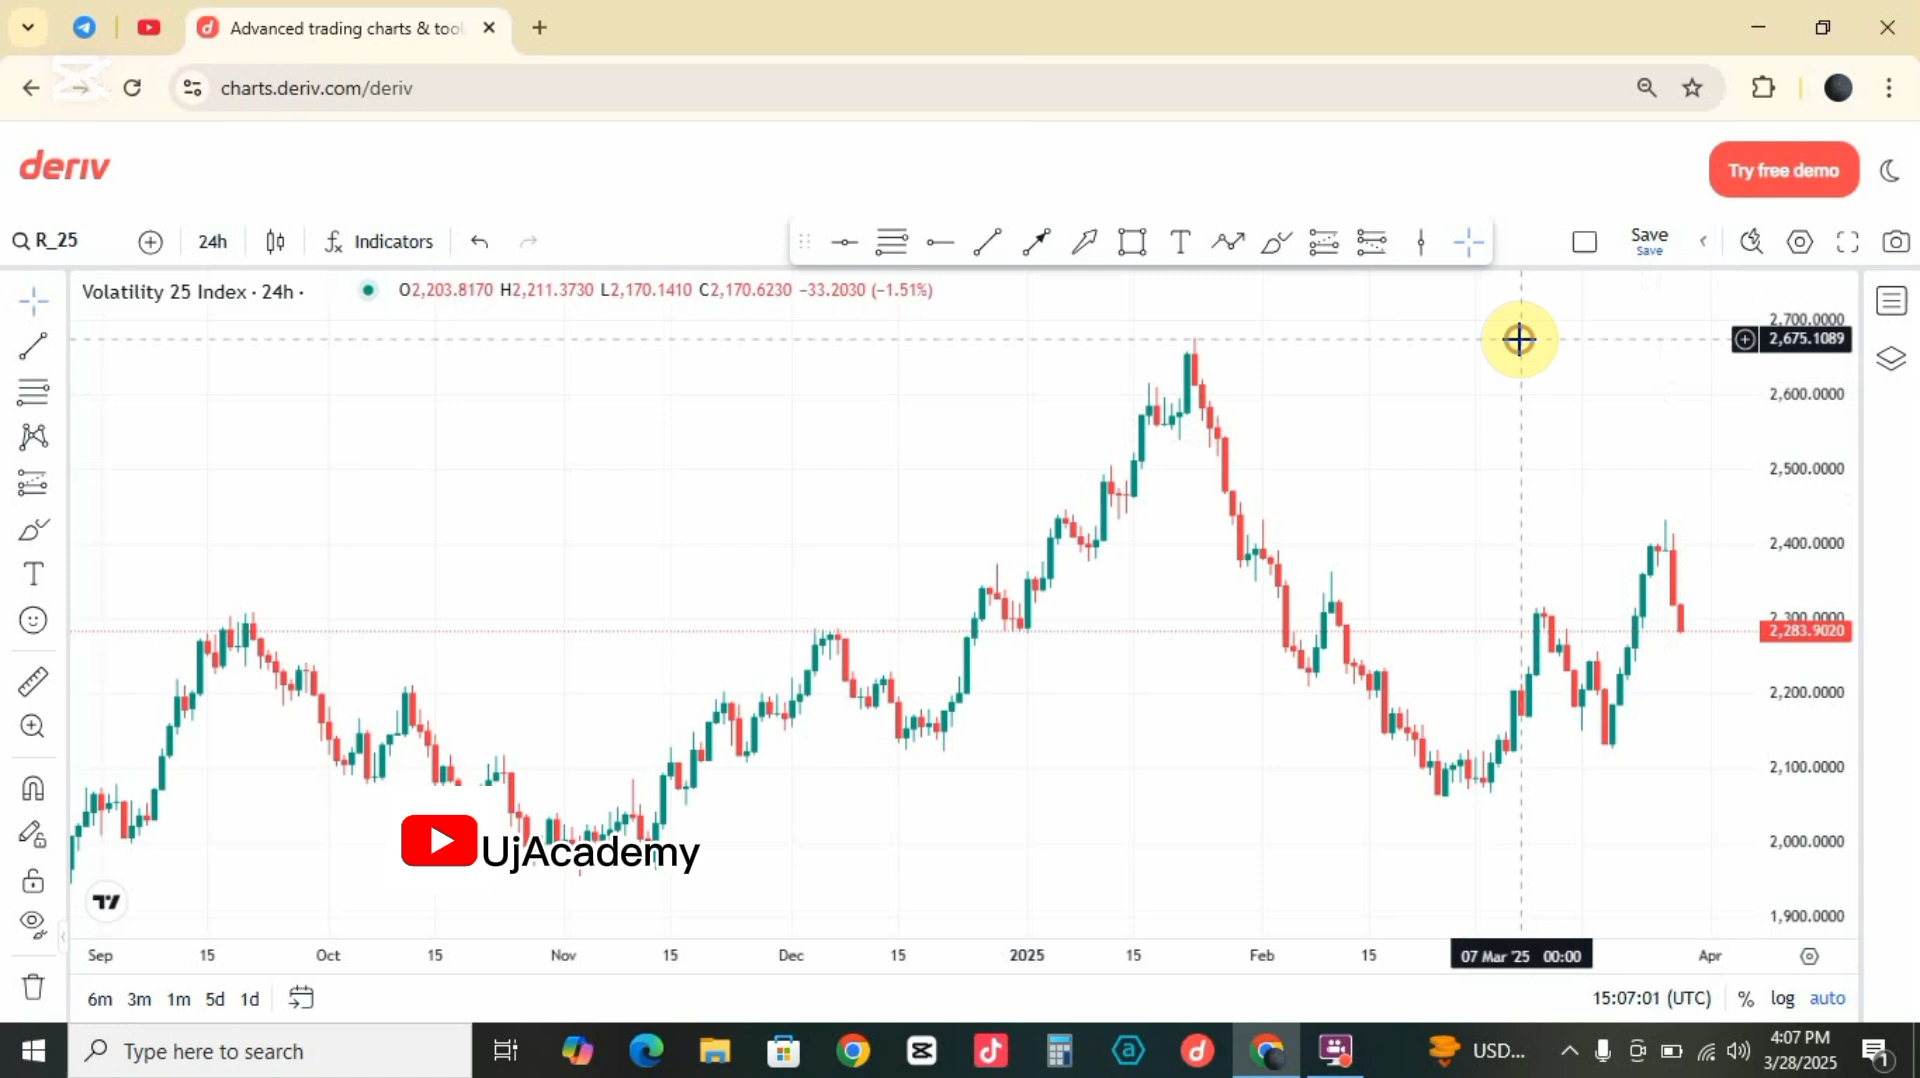 Advanced trading charts & tool
charts.deriv.com/deriv
deriv
Try free demo
R_25
24h
Indicators
Save
Save
Volatility 25 Index · 24h ·
O2,203.8170 H2,211.3730 L2,170.1410 C2,170.6230 −33.2030 (−1.51%)
2,700.0000
2,675.1089
2,600.0000
2,500.0000
2,400.0000
2,300.0000
2,283.9020
2,200.0000
2,100.0000
2,000.0000
1,900.0000
UjAcademy
Sep 15 Oct 15 Nov 15 Dec 15 2025 15 Feb 15 07 Mar '25 00:00 Apr
6m 3m 1m 5d 1d
15:07:01 (UTC) % log auto
Type here to search
USD...
4:07 PM
3/28/2025
1